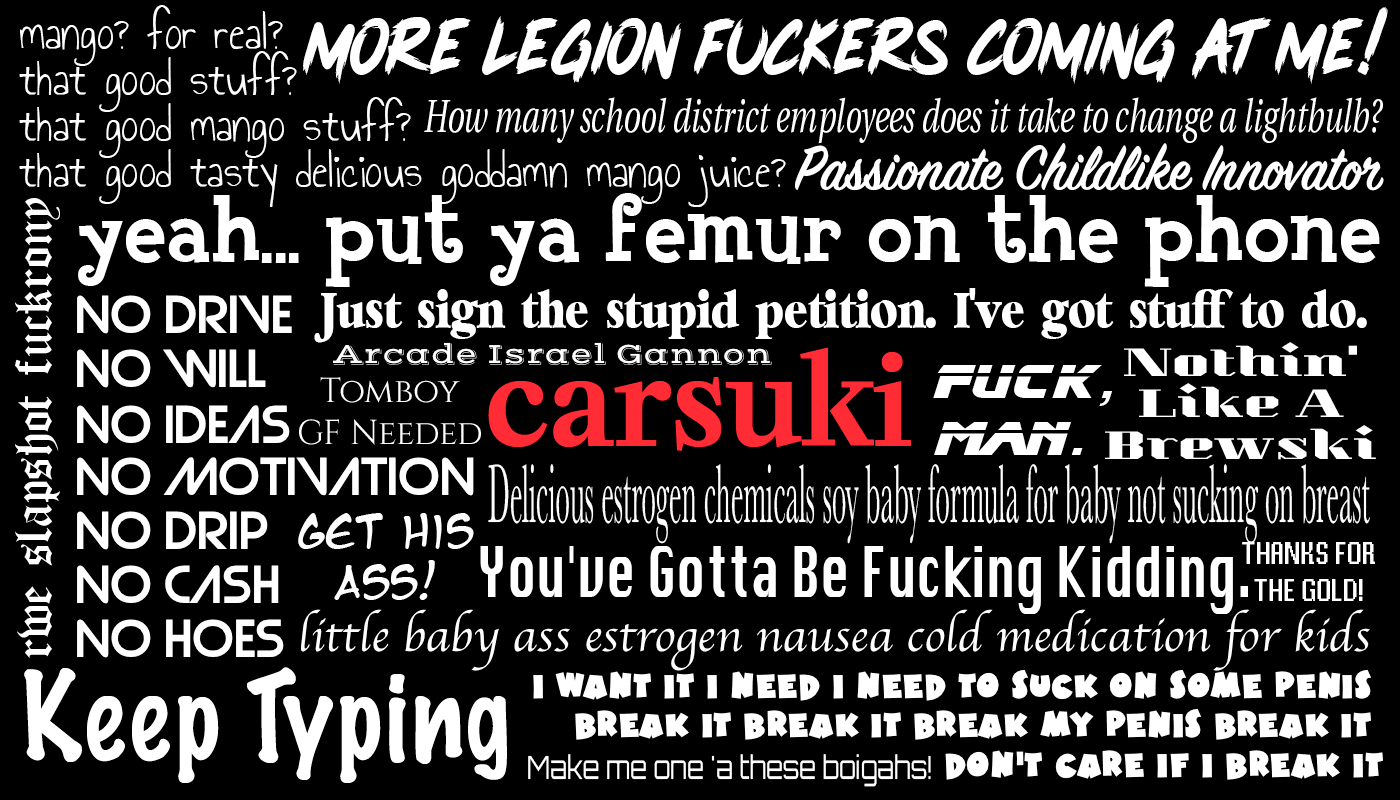 mango? for real?
that good stuff?
that good mango stuff?
that good tasty delicious goddamn mango juice?
MORE LEGION FUCKERS COMING AT ME!
How many school district employees does it take to change a lightbulb?
Passionate Childlike Innovator
vwe slapshot fuckrony
yeah... put ya femur on the phone
NO DRIVE
NO WILL
NO IDEAS
NO MOTIVATION
NO DRIP
NO CASH
NO HOES
Just sign the stupid petition. I've got stuff to do.
Arcade Israel Gannon
Tomboy
GF Needed
carsuki
FUCK,
MAN.
Nothin'
Like A
Brewski
Delicious estrogen chemicals soy baby formula for baby not sucking on breast
GET HIS
ASS!
You've Gotta Be Fucking Kidding.
THANKS FOR
THE GOLD!
little baby ass estrogen nausea cold medication for kids
Keep Typing
I WANT IT I NEED I NEED TO SUCK ON SOME PENIS
BREAK IT BREAK IT BREAK MY PENIS BREAK IT
DON'T CARE IF I BREAK IT
Make me one 'a these boigahs!